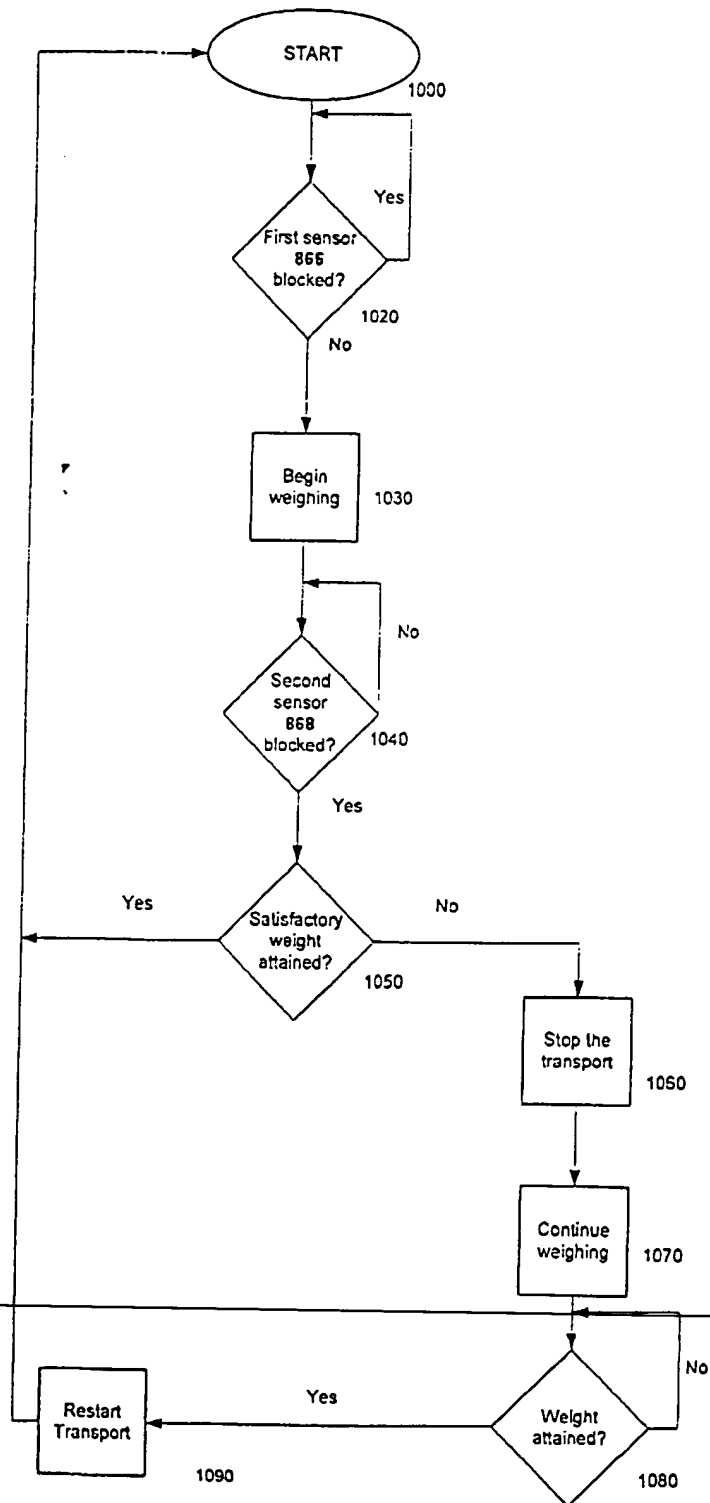 START
1000
Yes
First sensor
866
blocked?
1020
No
Begin
weighing
1030
No
Second
sensor
868
blocked?
1040
Yes
Yes
No
Satisfactory
weight
attained?
1050
Stop the
transport
1060
Continue
weighing
1070
No
Restart
Transport
Yes
Weight
attained?
1090
1080